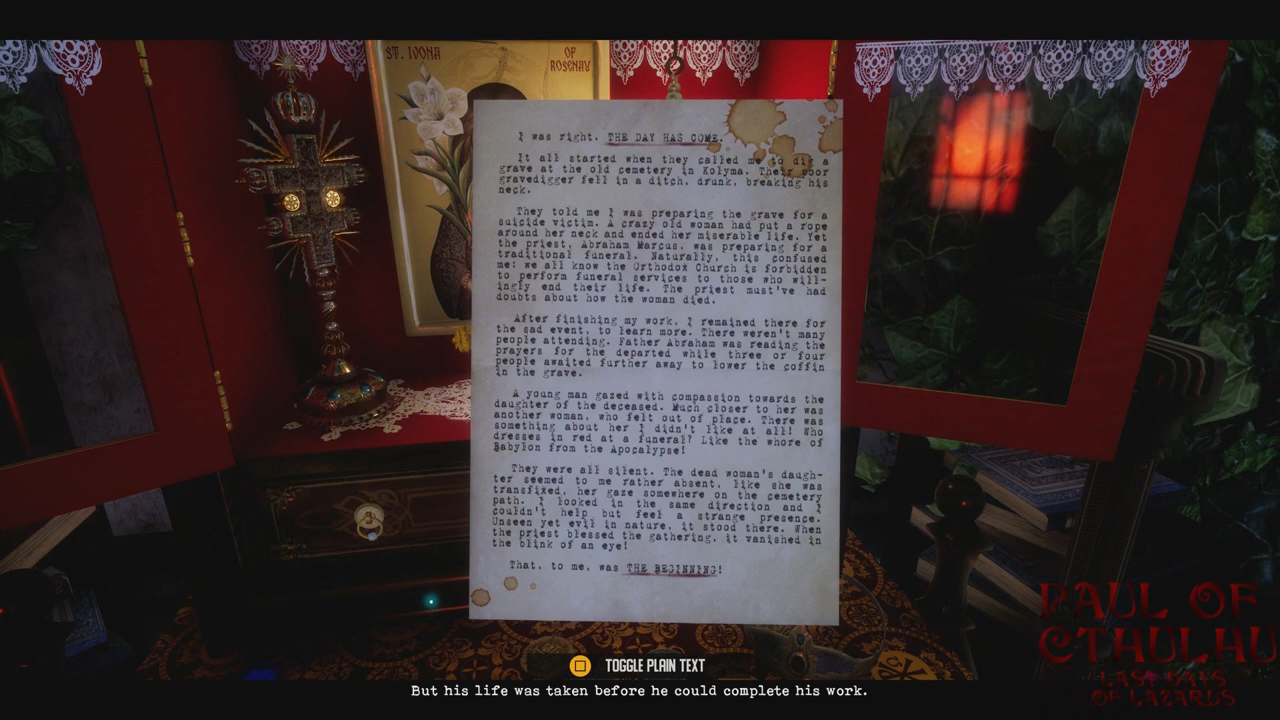 ST. IVONA
OF
ROSENAV
I was right. THE DAY HAS COME.
It all started when they called me to dig a
grave at the old cemetery in Kolyma. Their poor
gravedigger fell in a ditch, drunk, breaking his
neck.
They told me I was preparing the grave for a
suicide victim. A crazy old woman had put a rope
around her neck and ended her miserable life. Yet
the priest, Abraham Marcus, was preparing for a
traditional funeral. Naturally, this confused
me: we all know the Orthodox Church is forbidden
to perform funeral services to those who will-
ingly end their life. The priest must've had
doubts about how the woman died.
After finishing my work, I remained there for
the sad event, to learn more. There weren't many
people attending. Father Abraham was reading the
prayers for the departed while three or four
people awaited further away to lower the coffin
in the grave.
A young man gazed with compassion towards the
daughter of the deceased. Much closer to her was
another woman, who felt out of place. There was
something about her I didn't like at all! Who
dresses in red at a funeral? Like the whore of
Babylon from the Apocalypse!
They were all silent. The dead woman's daugh-
ter seemed to me rather absent, like she was
transfixed, her gaze somewhere on the cemetery
path. I looked in the same direction and I
couldn't help but feel a strange presence.
Unseen yet evil in nature, it stood there. When
the priest blessed the gathering, it vanished in
the blink of an eye!
That, to me, was THE BEGINNING!
TOGGLE PLAIN TEXT
But his life was taken before he could complete his work.
PAUL OF
CTHULHU
LAST DAYS
OF LAZARUS